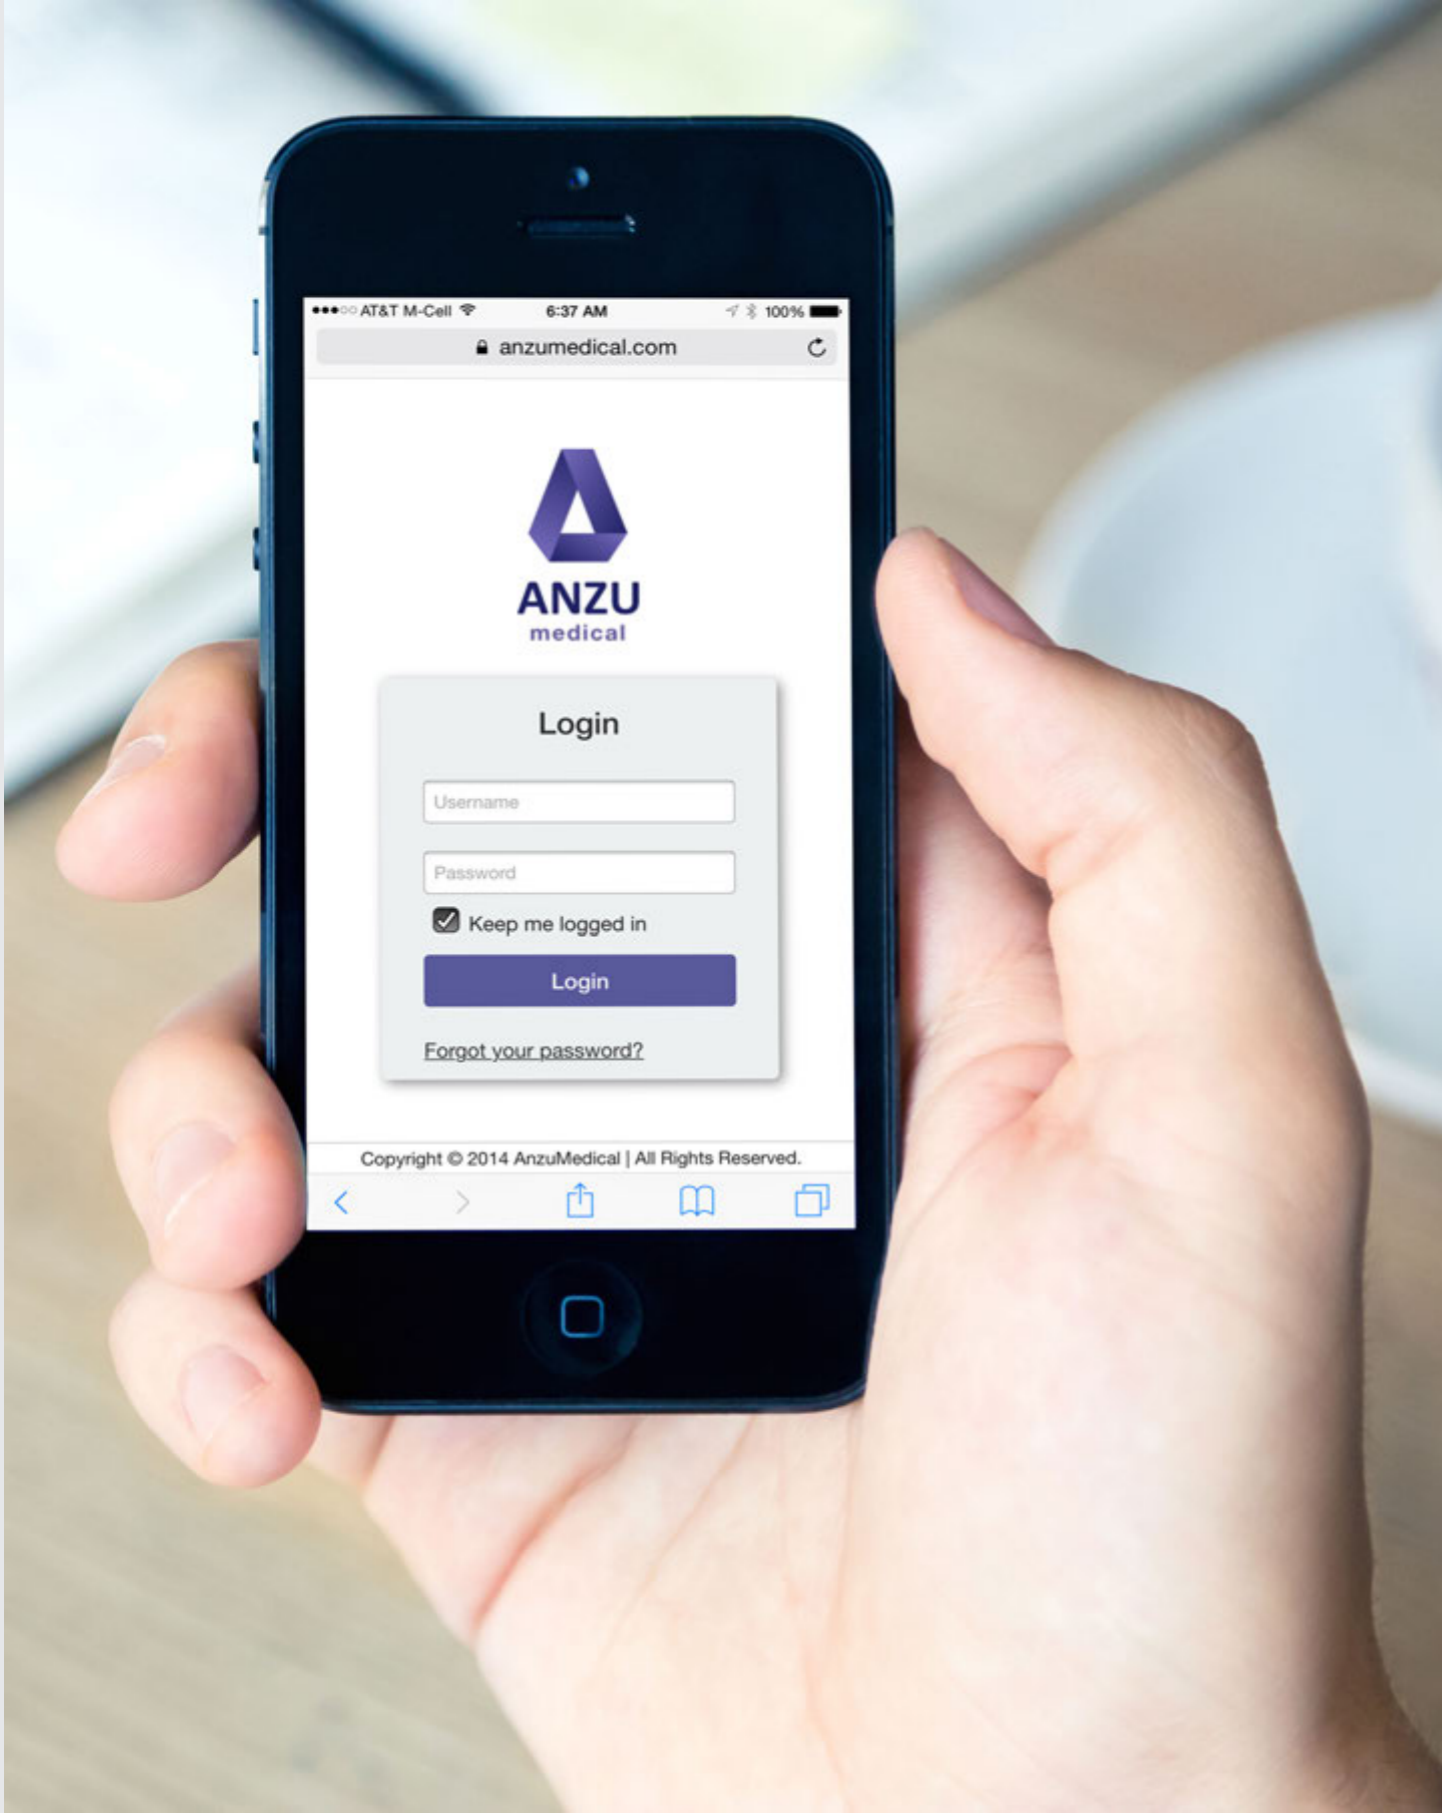 AT&T M-Cell 6:37 AM 100%
anzumedical.com
ANZU
medical
Login
Username
Password
Keep me logged in
Login
Forgot your password?
Copyright © 2014 AnzuMedical | All Rights Reserved.